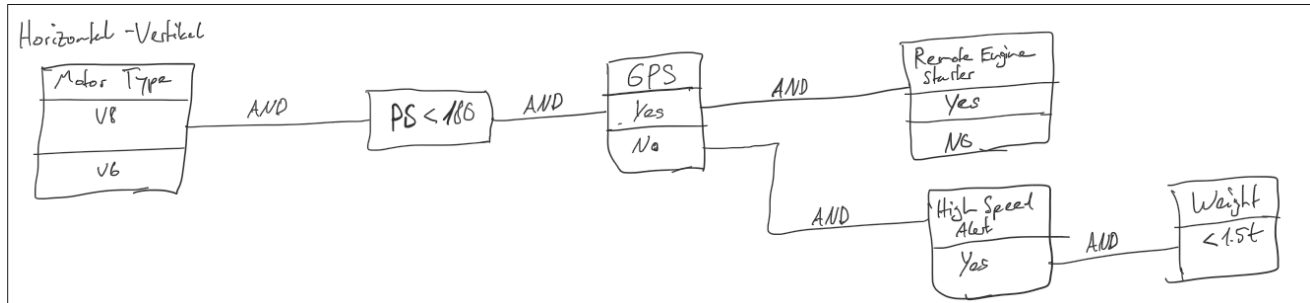 Horizontal - Vertikal
Motor Type
V8
V6
AND
PS < 180
AND
GPS
Yes
No
AND
Remote Engine
Starter
Yes
NO
AND
High Speed
Alert
Yes
AND
Weight
< 1.5t